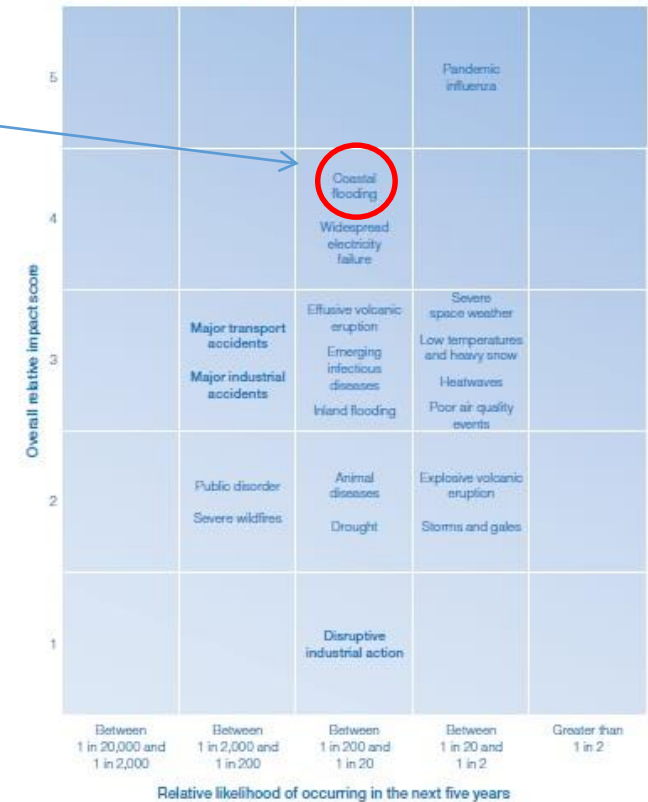 5
Pandemic
influenza
4
Coastal
flooding
Widespread
electricity
failure
Overall relative impact score
3
Major transport
accidents
Major industrial
accidents
Effusive volcanic
eruption
Emerging
infectious
diseases
Inland flooding
Severe
space weather
Low temperatures
and heavy snow
Heatwaves
Poor air quality
events
2
Public disorder
Severe wildfires
Animal
diseases
Drought
Explosive volcanic
eruption
Storms and gales
1
Disruptive
industrial action
Between
1 in 20,000 and
1 in 2,000
Between
1 in 2,000 and
1 in 200
Between
1 in 200 and
1 in 20
Between
1 in 20 and
1 in 2
Greater than
1 in 2
Relative likelihood of occurring in the next five years